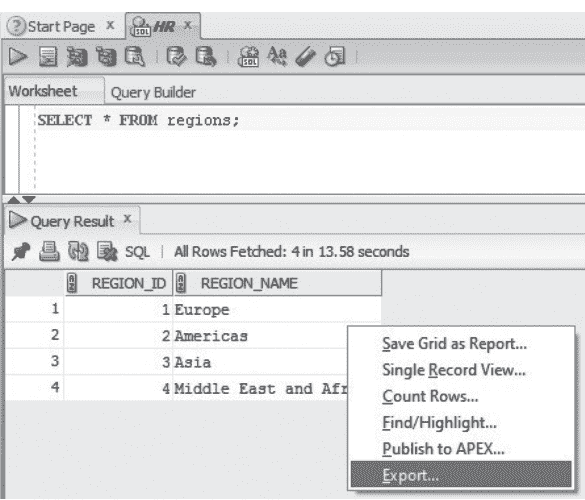 Start Page x HR x
Worksheet Query Builder
SELECT * FROM regions;
Query Result x
SQL | All Rows Fetched: 4 in 13.58 seconds
REGION_ID REGION_NAME
1 1 Europe
2 2 Americas
3 3 Asia
4 4 Middle East and Afr
Save Grid as Report...
Single Record View...
Count Rows...
Find/Highlight...
Publish to APEX...
Export...